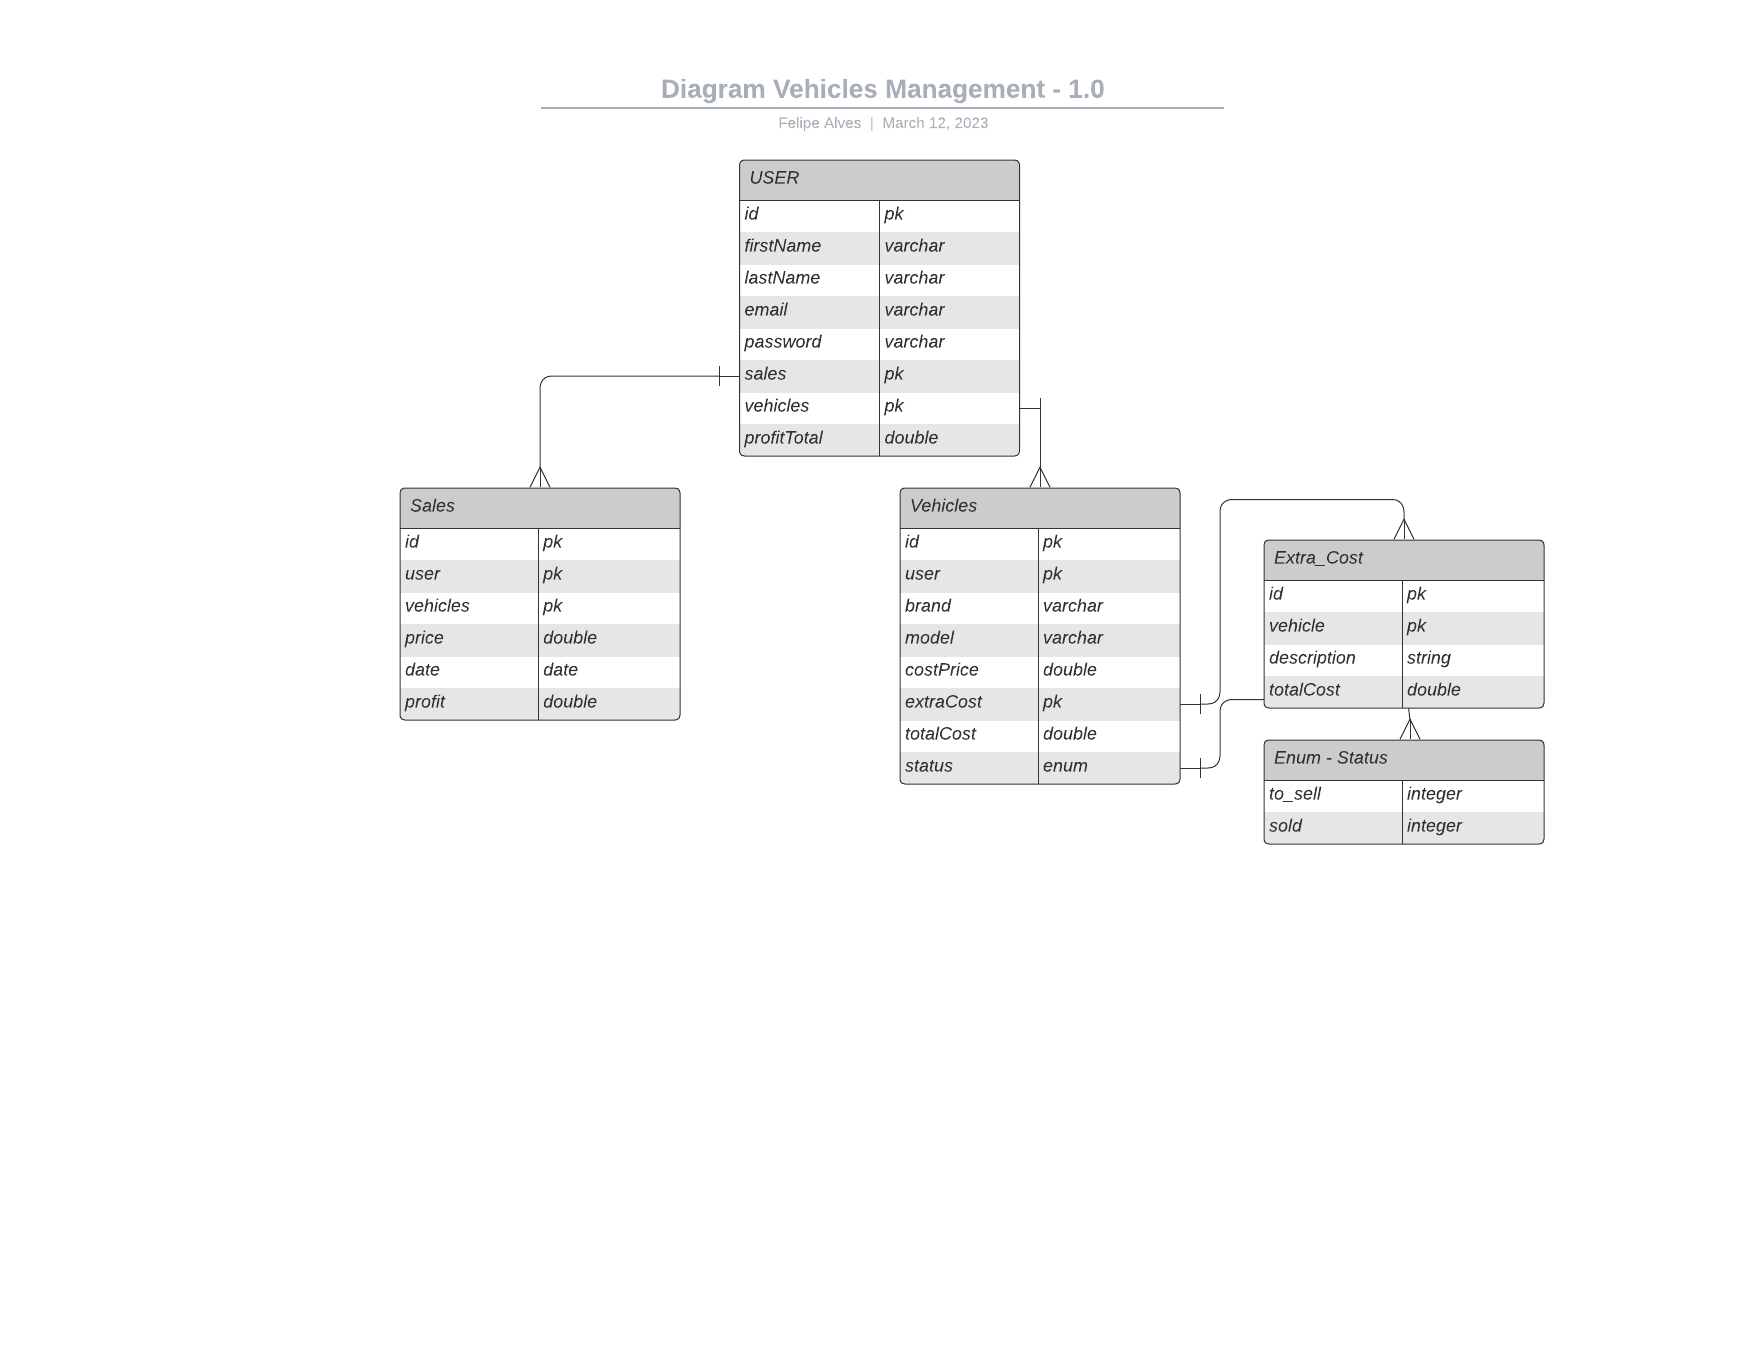 Diagram Vehicles Management - 1.0
Felipe Alves | March 12, 2023
USER
id pk
firstName varchar
lastName varchar
email varchar
password varchar
sales pk
vehicles pk
profitTotal double
Sales
id pk
user pk
vehicles pk
price double
date date
profit double
Vehicles
id pk
user pk
brand varchar
model varchar
costPrice double
extraCost pk
totalCost double
status enum
Extra_Cost
id pk
vehicle pk
description string
totalCost double
Enum - Status
to_sell integer
sold integer